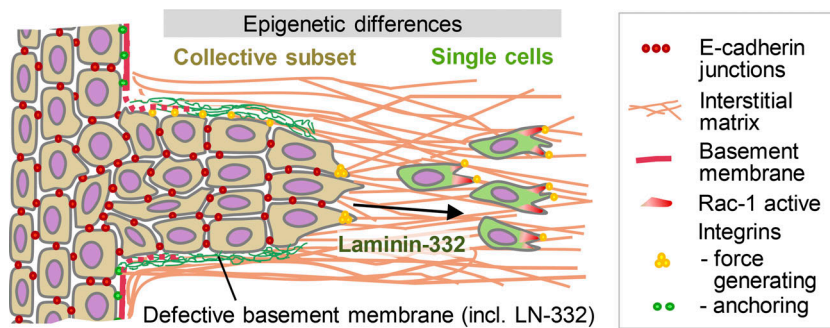 Epigenetic differences
Collective subset
Single cells
Laminin-332
Defective basement membrane (incl. LN-332)
E-cadherin
junctions
Interstitial
matrix
Basement
membrane
Rac-1 active
Integrins
- force
generating
- anchoring